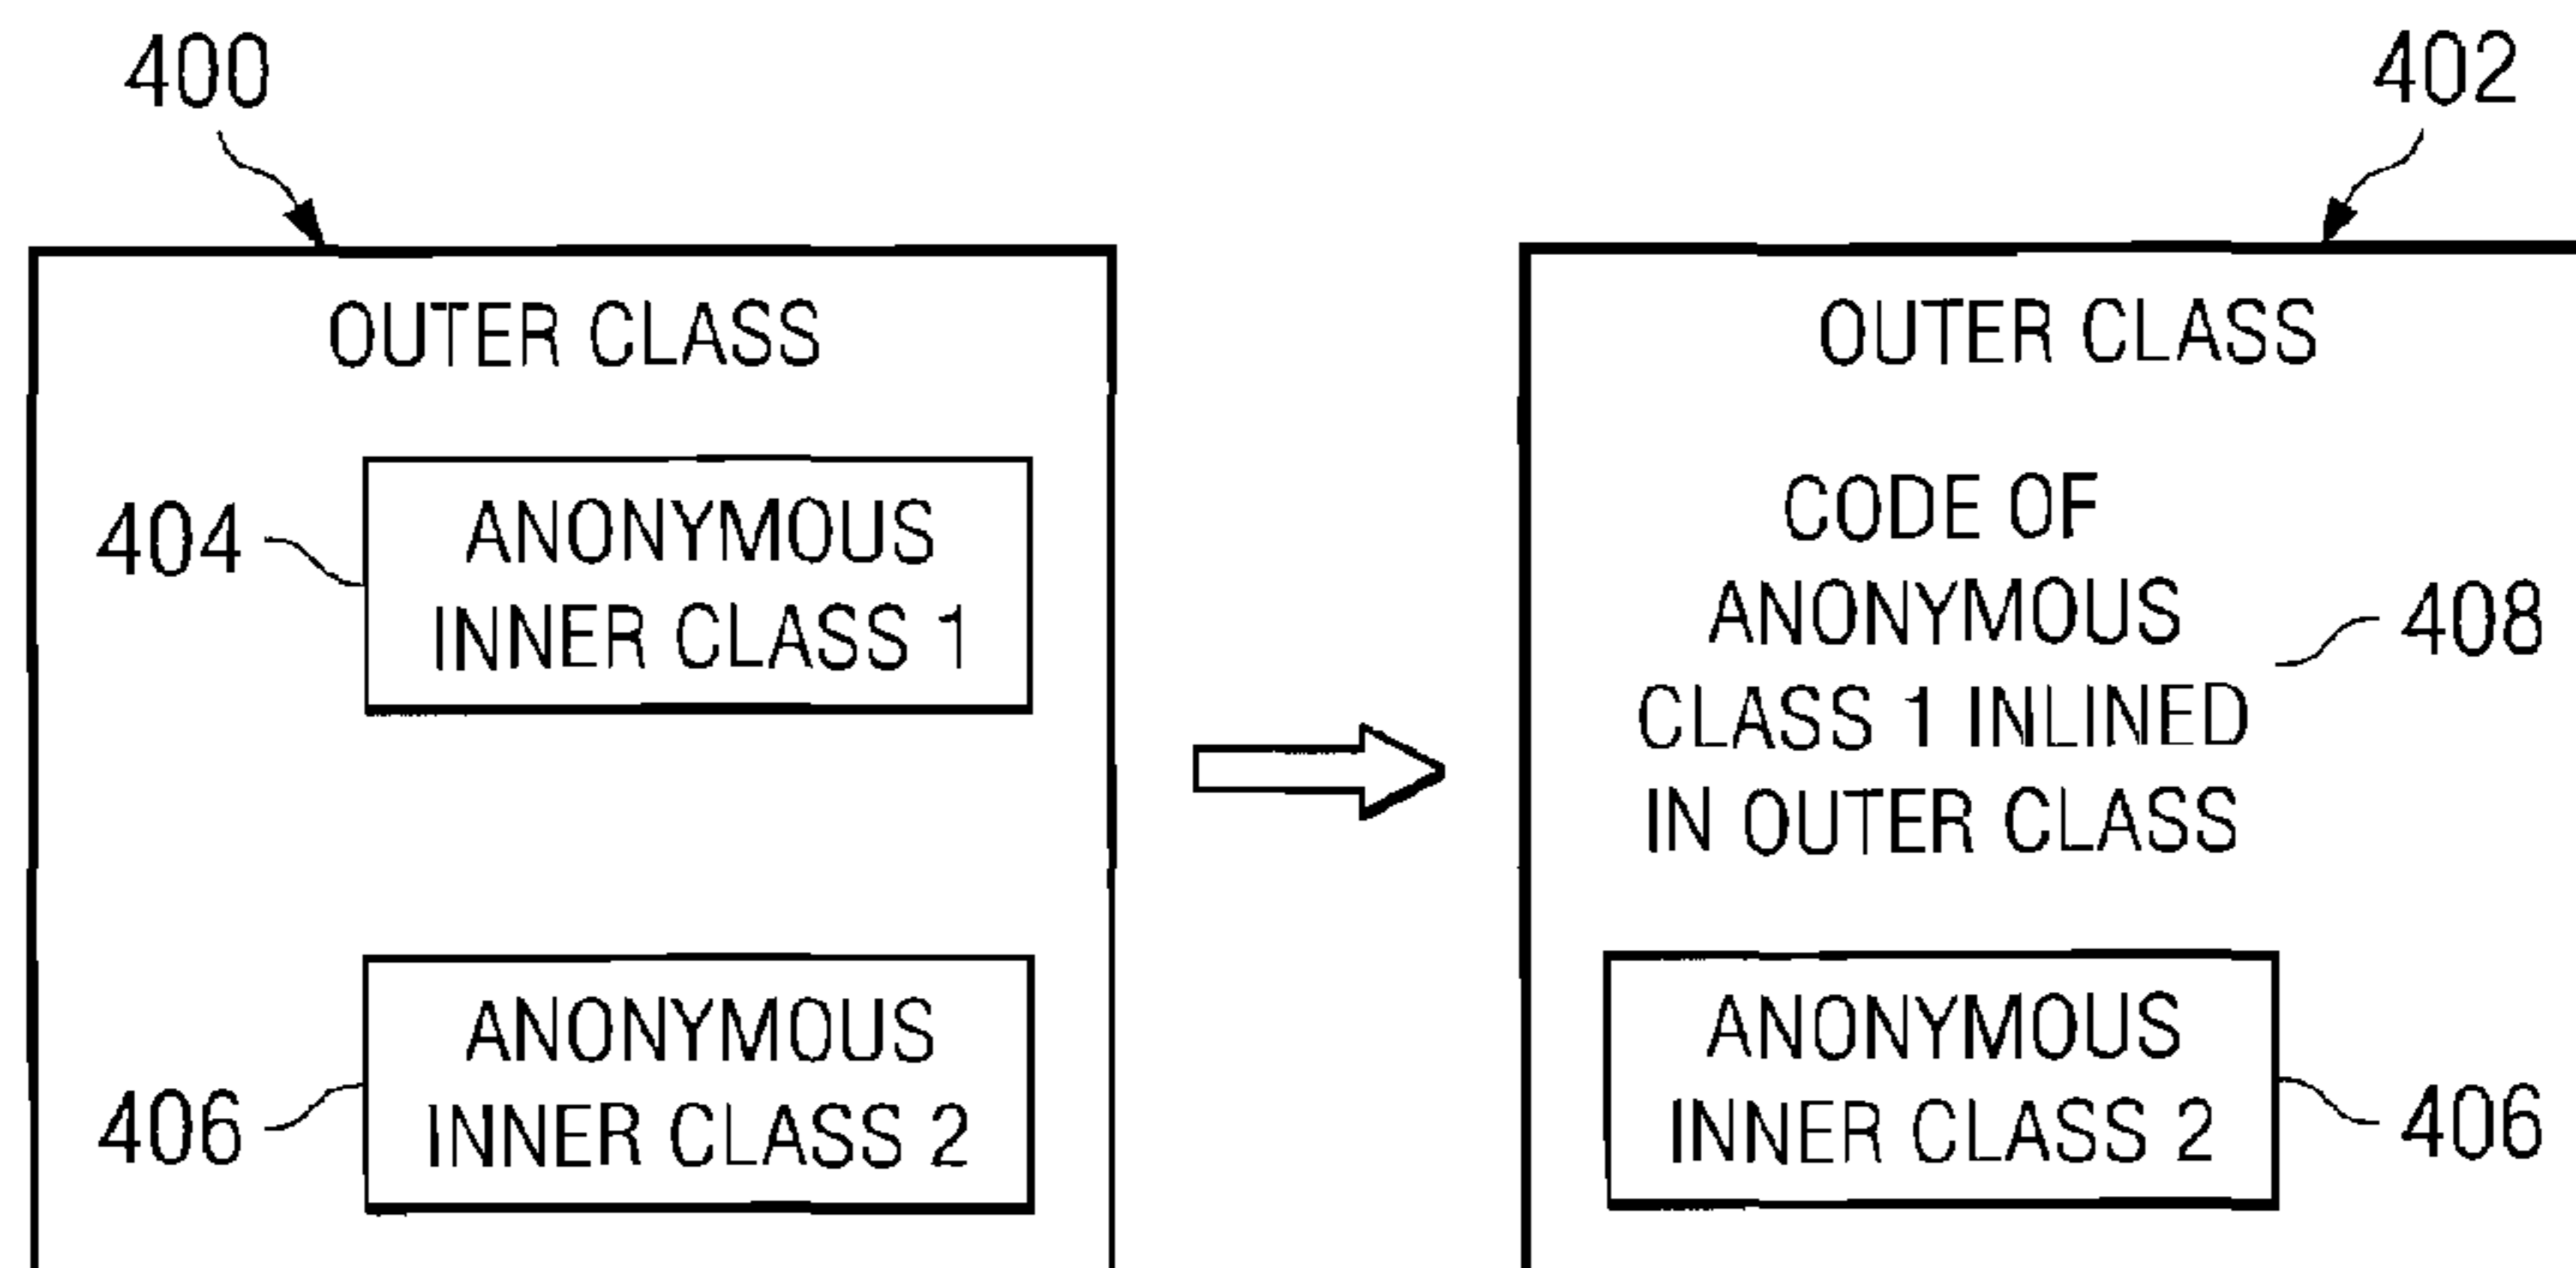 400
OUTER CLASS
404
ANONYMOUS
INNER CLASS 1
406
ANONYMOUS
INNER CLASS 2
402
OUTER CLASS
CODE OF
ANONYMOUS
CLASS 1 INLINED
IN OUTER CLASS
408
ANONYMOUS
INNER CLASS 2
406